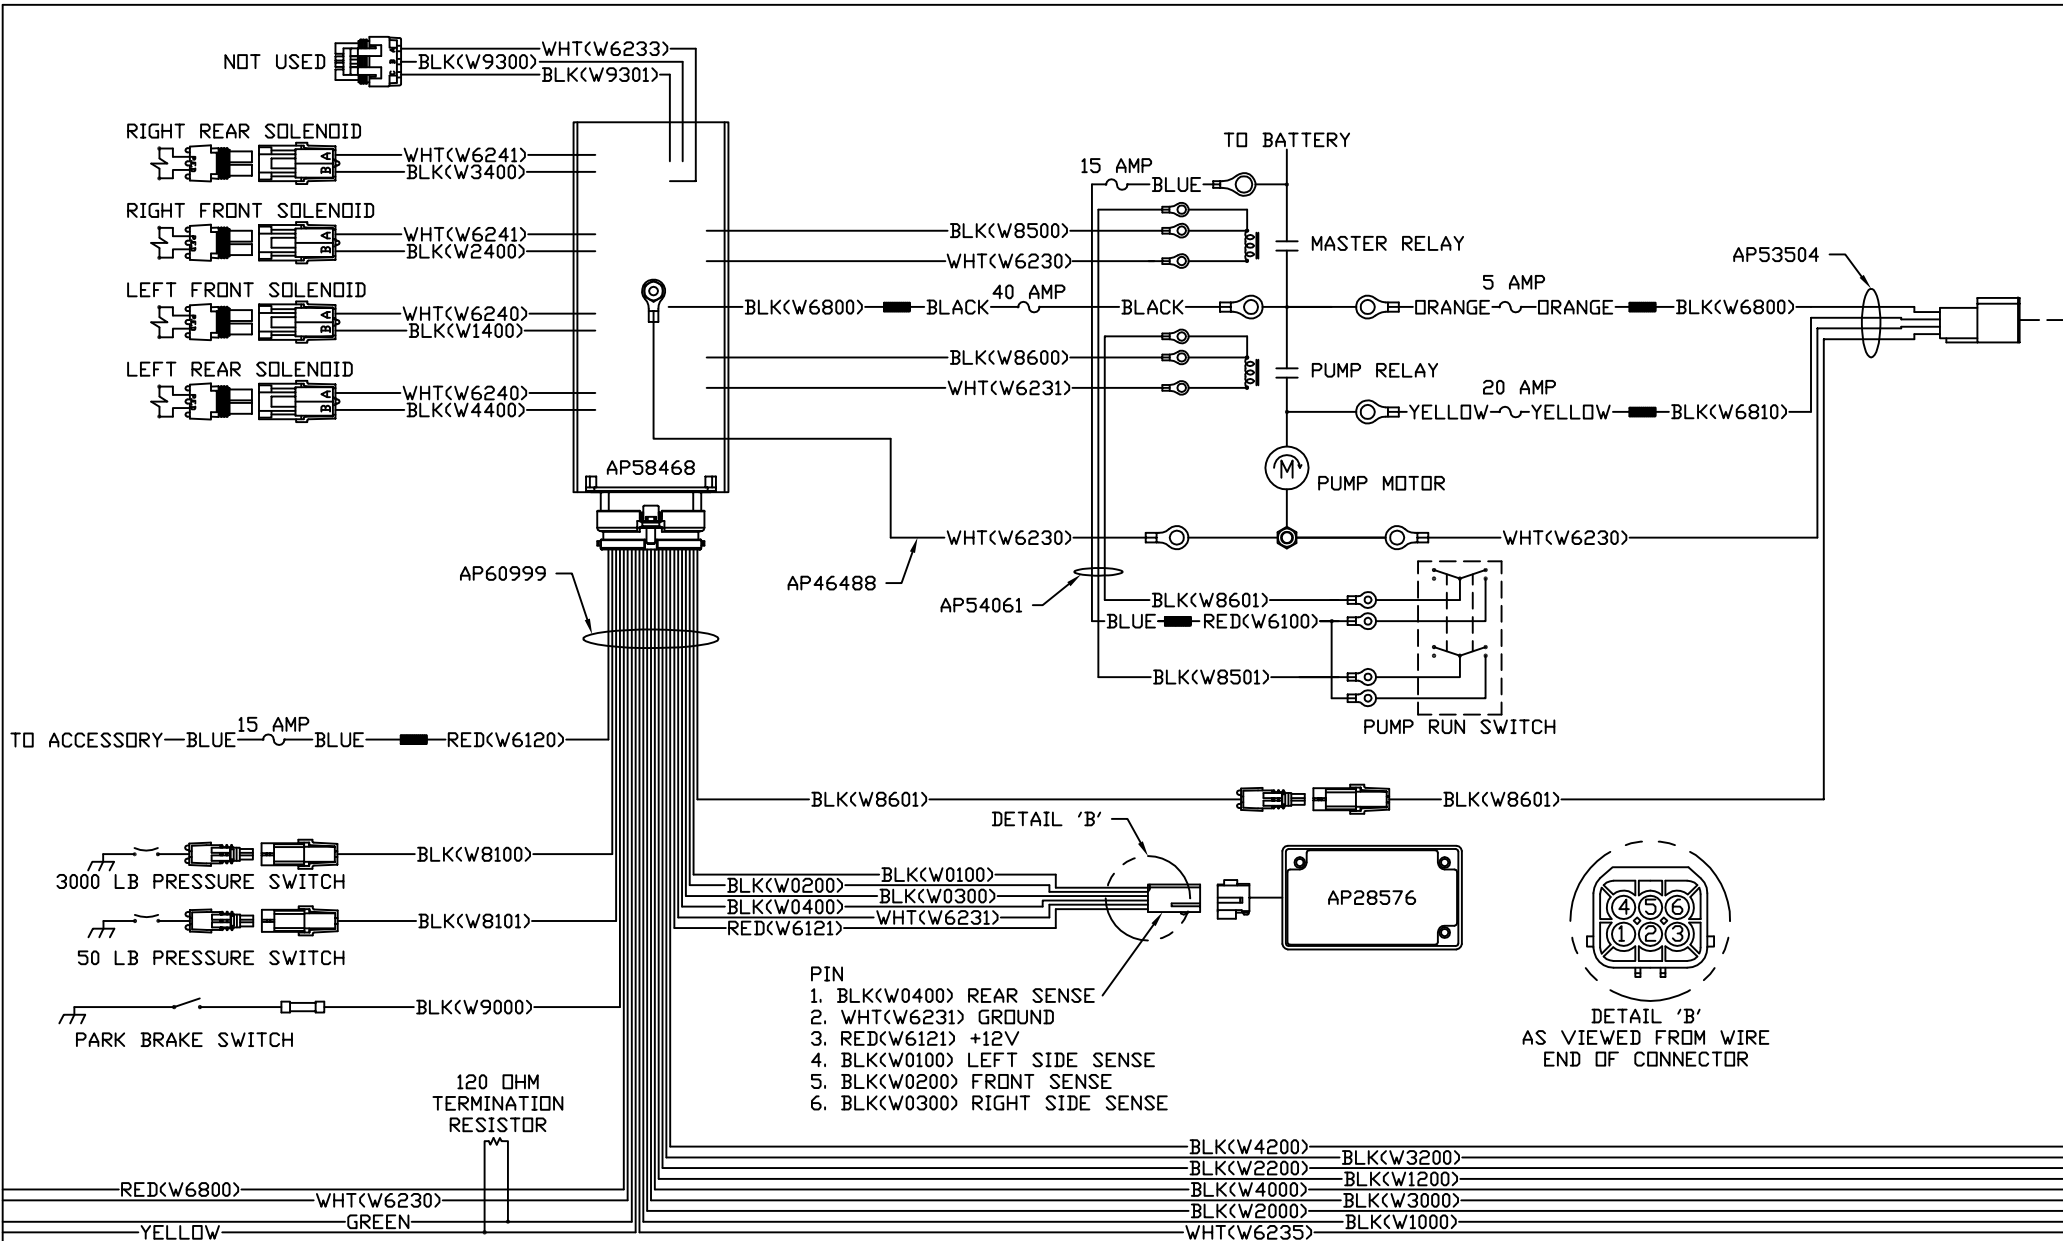 NOT USED
WHT(W6233)
BLK(W9300)
BLK(W9301)
RIGHT REAR SOLENOID
A
B
WHT(W6241)
BLK(W3400)
RIGHT FRONT SOLENOID
A
B
WHT(W6241)
BLK(W2400)
LEFT FRONT SOLENOID
A
B
WHT(W6240)
BLK(W1400)
LEFT REAR SOLENOID
A
B
WHT(W6240)
BLK(W4400)
AP58468
TO BATTERY
15 AMP
BLUE
BLK(W8500)
WHT(W6230)
MASTER RELAY
BLK(W6800)
BLACK
40 AMP
BLACK
5 AMP
ORANGE
ORANGE
BLK(W6800)
AP53504
BLK(W8600)
WHT(W6231)
PUMP RELAY
20 AMP
YELLOW
YELLOW
BLK(W6810)
M
PUMP MOTOR
WHT(W6230)
WHT(W6230)
AP60999
AP46488
AP54061
BLK(W8601)
BLUE
RED(W6100)
BLK(W8501)
PUMP RUN SWITCH
TO ACCESSORY
BLUE
15 AMP
BLUE
RED(W6120)
BLK(W8601)
BLK(W8601)
BLK(W8100)
3000 LB PRESSURE SWITCH
BLK(W8101)
50 LB PRESSURE SWITCH
BLK(W9000)
PARK BRAKE SWITCH
DETAIL 'B'
BLK(W0100)
BLK(W0200)
BLK(W0300)
BLK(W0400)
WHT(W6231)
RED(W6121)
AP28576
PIN
1. BLK(W0400) REAR SENSE
2. WHT(W6231) GROUND
3. RED(W6121) +12V
4. BLK(W0100) LEFT SIDE SENSE
5. BLK(W0200) FRONT SENSE
6. BLK(W0300) RIGHT SIDE SENSE
4 5 6
1 2 3
DETAIL 'B'
AS VIEWED FROM WIRE
END OF CONNECTOR
120 OHM
TERMINATION
RESISTOR
RED(W6800)
WHT(W6230)
GREEN
YELLOW
BLK(W4200)
BLK(W3200)
BLK(W2200)
BLK(W1200)
BLK(W4000)
BLK(W3000)
BLK(W2000)
BLK(W1000)
WHT(W6235)